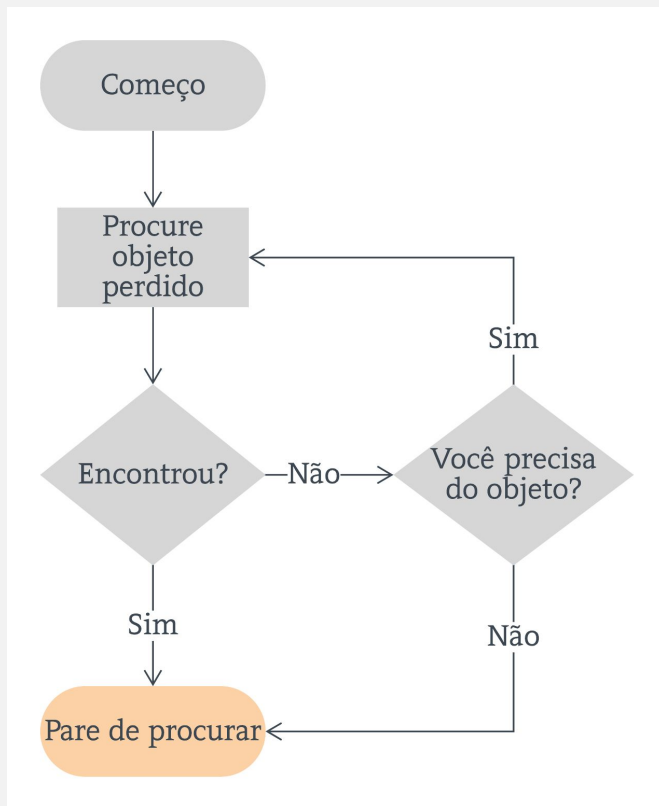 Começo
Procure
objeto
perdido
Sim
Encontrou?
Não
Você precisa
do objeto?
Sim
Não
Pare de procurar